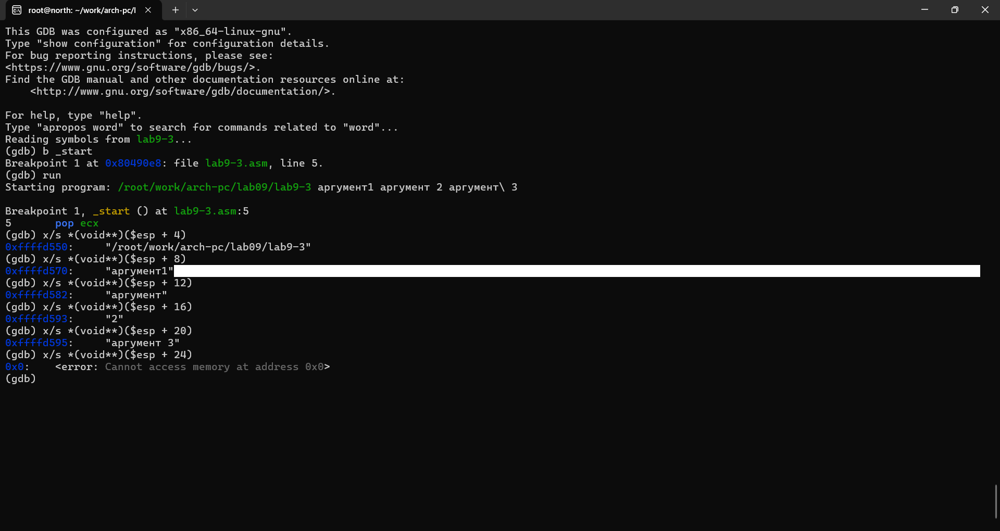 root@north: ~/work/arch-pc/l
This GDB was configured as "x86_64-linux-gnu".
Type "show configuration" for configuration details.
For bug reporting instructions, please see:
<https://www.gnu.org/software/gdb/bugs/>.
Find the GDB manual and other documentation resources online at:
    <http://www.gnu.org/software/gdb/documentation/>.
For help, type "help".
Type "apropos word" to search for commands related to "word"...
Reading symbols from lab9-3...
(gdb) b _start
Breakpoint 1 at 0x80490e8: file lab9-3.asm, line 5.
(gdb) run
Starting program: /root/work/arch-pc/lab09/lab9-3 аргумент1 аргумент 2 аргумент\ 3
Breakpoint 1, _start () at lab9-3.asm:5
5       pop ecx
(gdb) x/s *(void**)($esp + 4)
0xffffd550:     "/root/work/arch-pc/lab09/lab9-3"
(gdb) x/s *(void**)($esp + 8)
0xffffd570:     "аргумент1"
(gdb) x/s *(void**)($esp + 12)
0xffffd582:     "аргумент"
(gdb) x/s *(void**)($esp + 16)
0xffffd593:     "2"
(gdb) x/s *(void**)($esp + 20)
0xffffd595:     "аргумент 3"
(gdb) x/s *(void**)($esp + 24)
0x0:    <error: Cannot access memory at address 0x0>
(gdb)